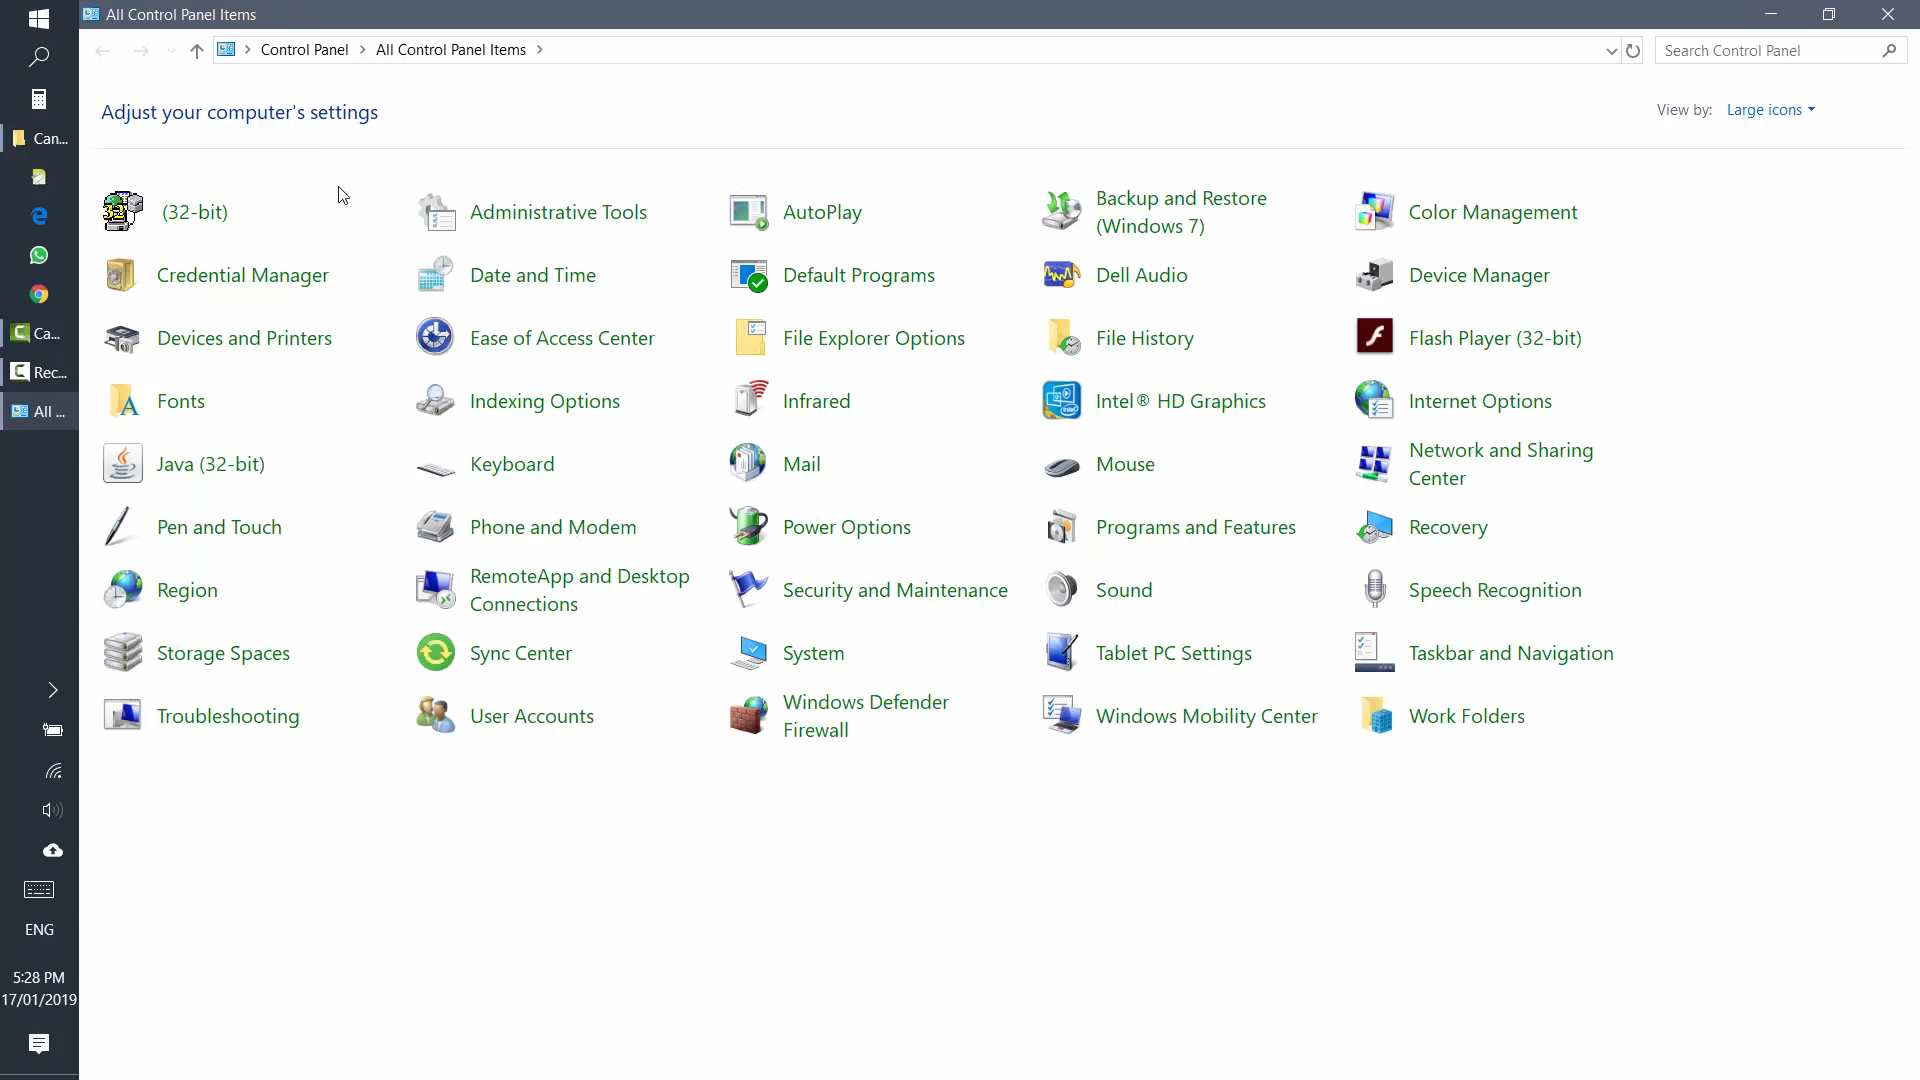 All Control Panel Items
Control Panel
All Control Panel Items
Search Control Panel
Adjust your computer's settings
View by:
Large icons
(32-bit)
Administrative Tools
AutoPlay
Backup and Restore
(Windows 7)
Color Management
Credential Manager
Date and Time
Default Programs
Dell Audio
Device Manager
Devices and Printers
Ease of Access Center
File Explorer Options
File History
Flash Player (32-bit)
Fonts
Indexing Options
Infrared
Intel® HD Graphics
Internet Options
Java (32-bit)
Keyboard
Mail
Mouse
Network and Sharing
Center
Pen and Touch
Phone and Modem
Power Options
Programs and Features
Recovery
Region
RemoteApp and Desktop
Connections
Security and Maintenance
Sound
Speech Recognition
Storage Spaces
Sync Center
System
Tablet PC Settings
Taskbar and Navigation
Troubleshooting
User Accounts
Windows Defender
Firewall
Windows Mobility Center
Work Folders
Can...
Ca...
Rec...
All ...
ENG
5:28 PM
17/01/2019